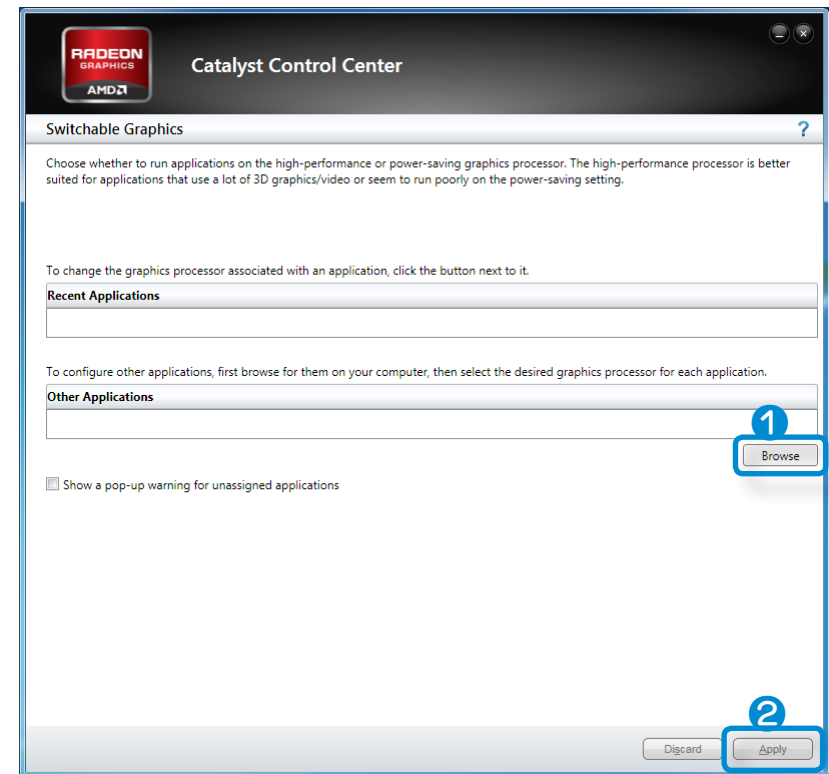 RADEON
GRAPHICS
AMD
Catalyst Control Center
Switchable Graphics
?
Choose whether to run applications on the high-performance or power-saving graphics processor. The high-performance processor is better
suited for applications that use a lot of 3D graphics/video or seem to run poorly on the power-saving setting.
To change the graphics processor associated with an application, click the button next to it.
Recent Applications
To configure other applications, first browse for them on your computer, then select the desired graphics processor for each application.
Other Applications
1
Browse
Show a pop-up warning for unassigned applications
2
Discard
Apply